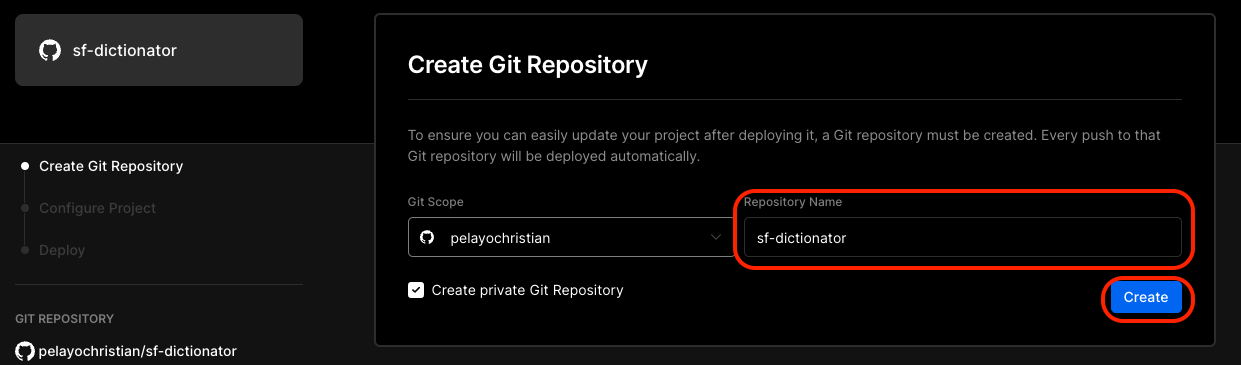 sf-dictionator
Create Git Repository
Configure Project
Deploy
GIT REPOSITORY
pelayochristian/sf-dictionator
Create Git Repository
To ensure you can easily update your project after deploying it, a Git repository must be created. Every push to that
Git repository will be deployed automatically.
Git Scope
pelayochristian
Repository Name
sf-dictionator
Create private Git Repository
Create